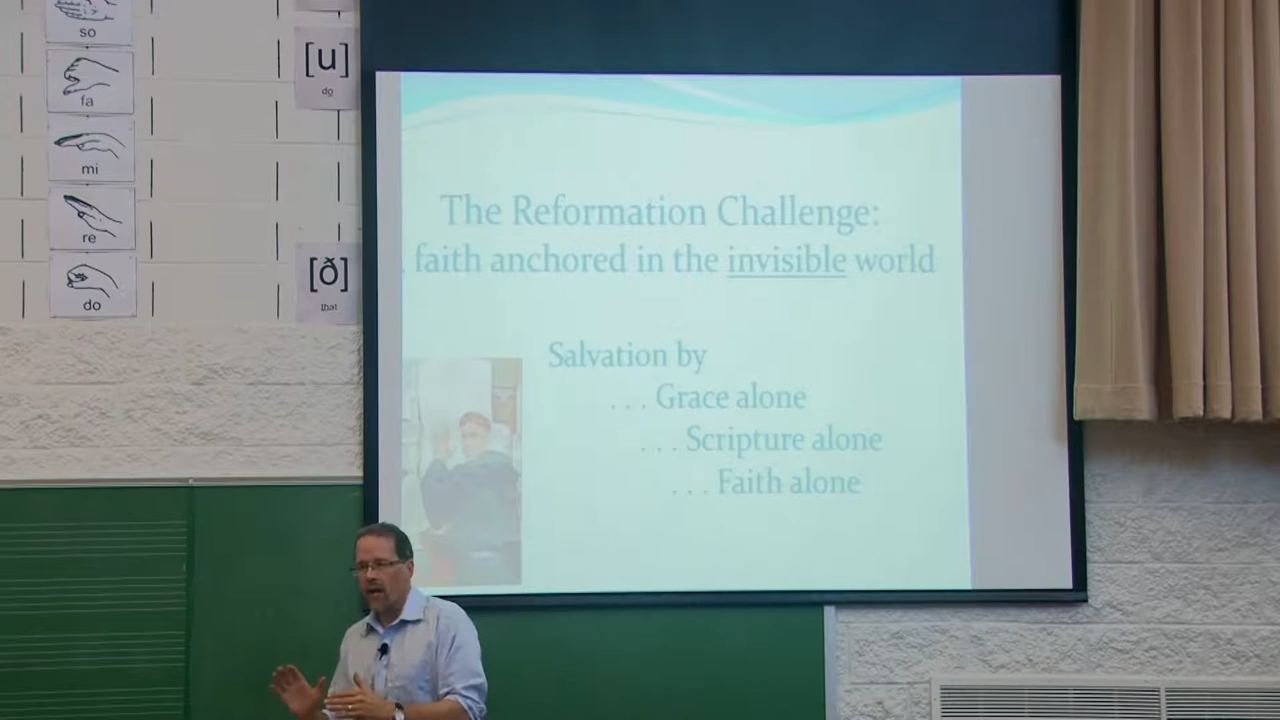 so
fa
mi
re
do
[u]
do
[ð]
that
The Reformation Challenge:
faith anchored in the invisible world
Salvation by
. . . Grace alone
. . . Scripture alone
. . . Faith alone